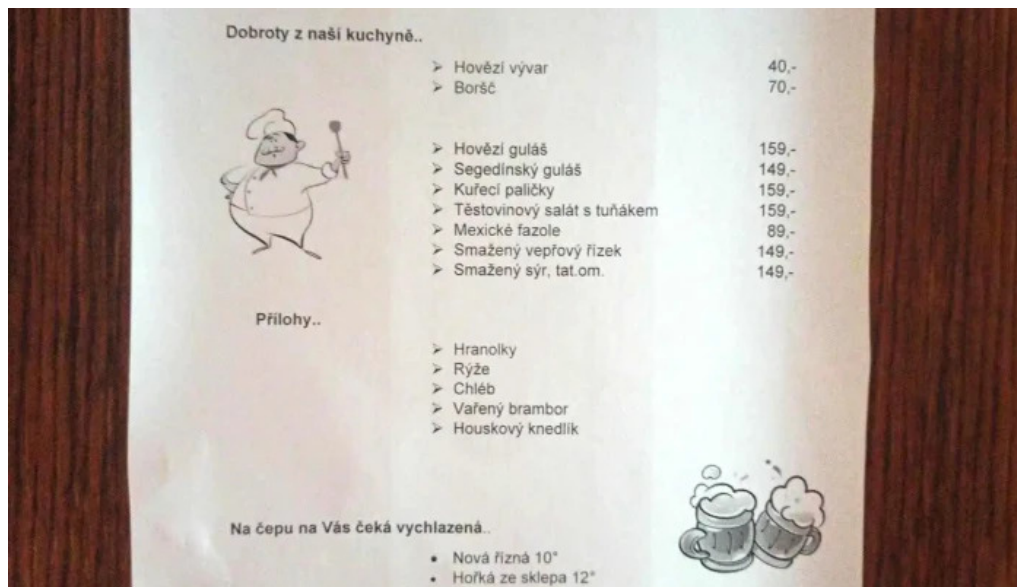 Dobroty z naší kuchyně..
➢ Hovězí vývar 40,-
➢ Boršč 70,-
➢ Hovězí guláš 159,-
➢ Segedínský guláš 149,-
➢ Kuřecí paličky 159,-
➢ Těstovinový salát s tuňákem 159,-
➢ Mexické fazole 89,-
➢ Smažený vepřový řízek 149,-
➢ Smažený sýr, tat.om. 149,-
Přílohy..
➢ Hranolky
➢ Rýže
➢ Chléb
➢ Vařený brambor
➢ Houskový knedlík
Na čepu na Vás čeká vychlazená..
• Nová řízná 10°
• Hořká ze sklepa 12°